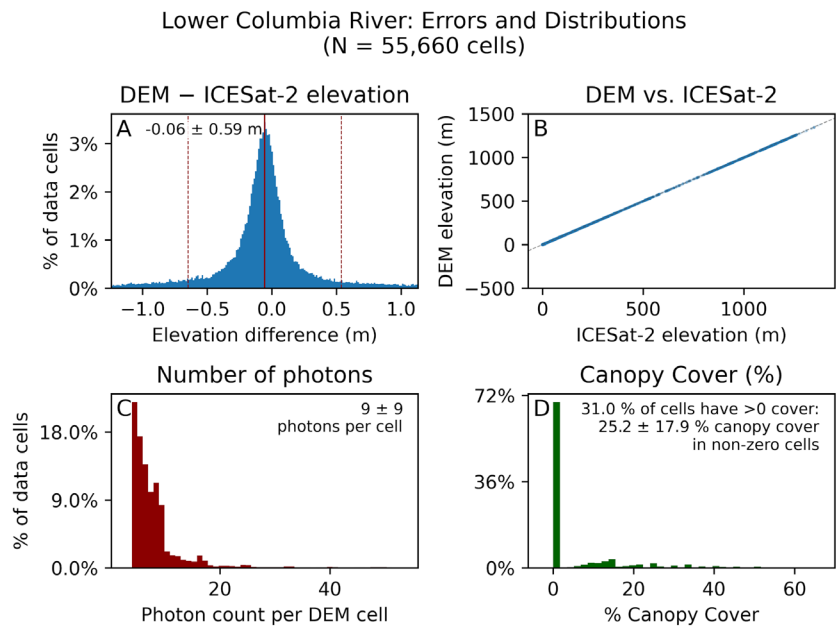 Lower Columbia River: Errors and Distributions
(N = 55,660 cells)
DEM − ICESat-2 elevation
A
-0.06 ± 0.59 m
3%
2%
1%
0%
% of data cells
−1.0
−0.5
0.0
0.5
1.0
Elevation difference (m)
DEM vs. ICESat-2
B
1500
1000
500
0
−500
DEM elevation (m)
0
500
1000
ICESat-2 elevation (m)
Number of photons
C
9 ± 9
photons per cell
18.0%
9.0%
0.0%
% of data cells
20
40
Photon count per DEM cell
Canopy Cover (%)
D
31.0 % of cells have >0 cover:
25.2 ± 17.9 % canopy cover
in non-zero cells
72%
36%
0%
0
20
40
60
% Canopy Cover